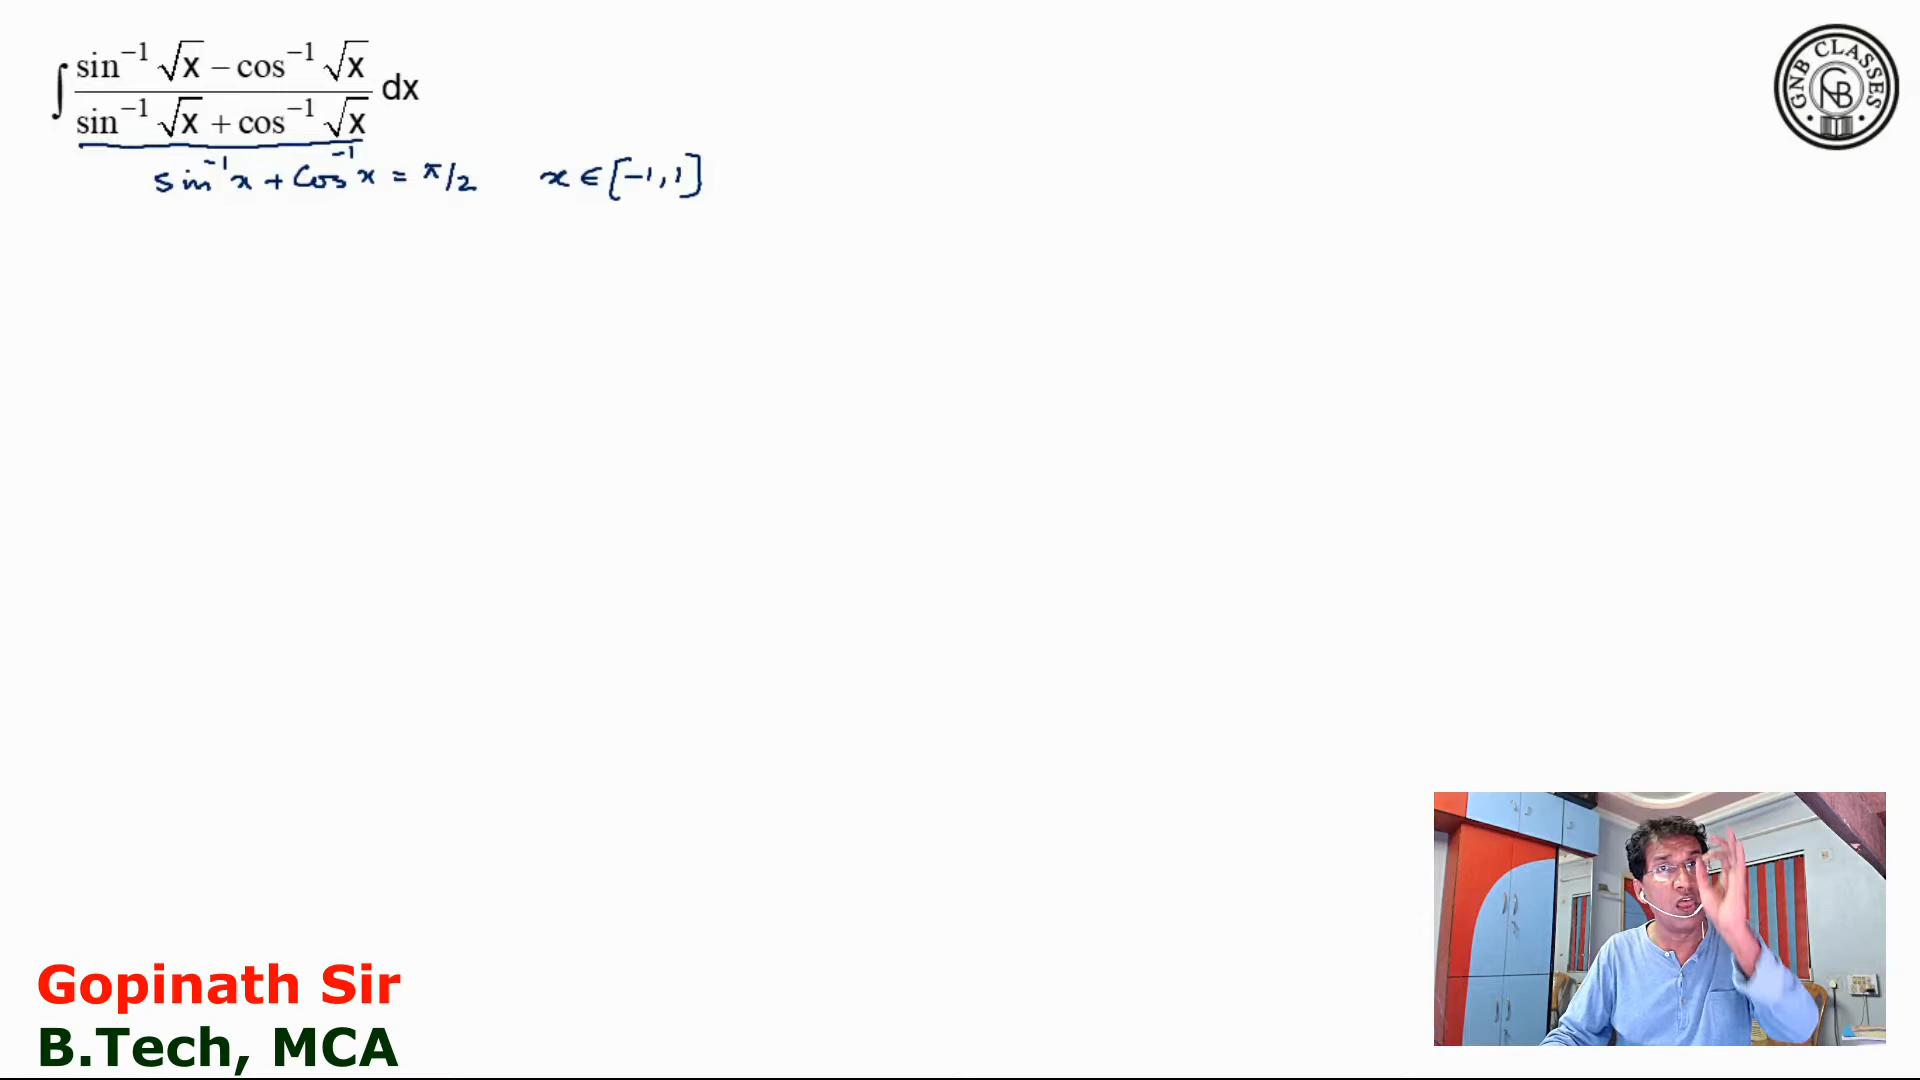 ∫ (sin⁻¹ √x − cos⁻¹ √x) / (sin⁻¹ √x + cos⁻¹ √x) dx
sin⁻¹x + cos⁻¹x = π/2 x ∈ [-1, 1]
GNB CLASSES
GNB
Gopinath Sir
B.Tech, MCA